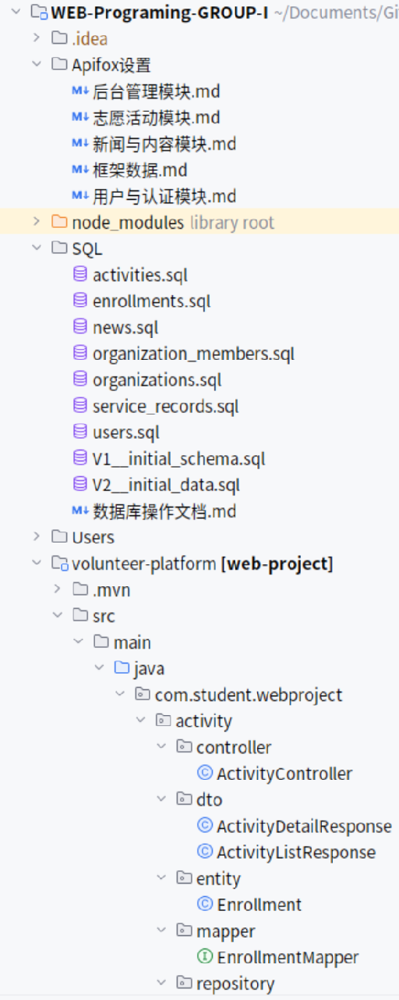 WEB-Programing-GROUP-I ~/Documents/Gi
.idea
Apifox设置
M↓ 后台管理模块.md
M↓ 志愿活动模块.md
M↓ 新闻与内容模块.md
M↓ 框架数据.md
M↓ 用户与认证模块.md
node_modules library root
SQL
activities.sql
enrollments.sql
news.sql
organization_members.sql
organizations.sql
service_records.sql
users.sql
V1__initial_schema.sql
V2__initial_data.sql
M↓ 数据库操作文档.md
Users
volunteer-platform [web-project]
.mvn
src
main
java
com.student.webproject
activity
controller
C ActivityController
dto
C ActivityDetailResponse
C ActivityListResponse
entity
C Enrollment
mapper
I EnrollmentMapper
repository